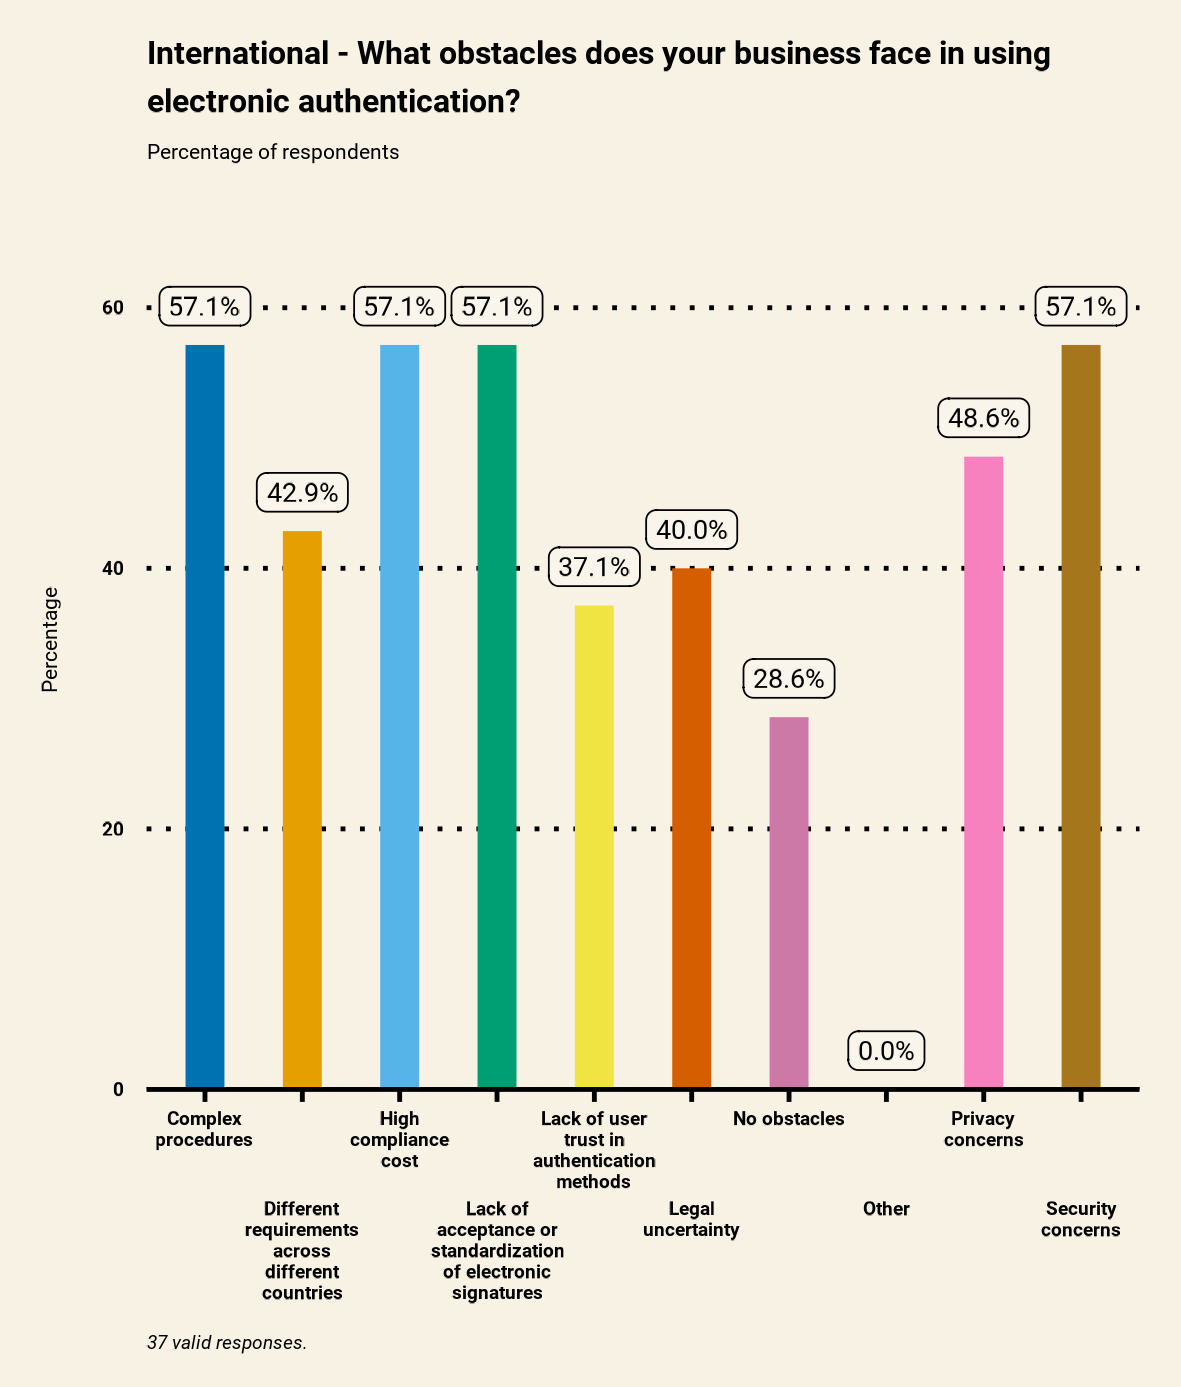 International - What obstacles does your business face in using
electronic authentication?
Percentage of respondents
60
57.1%
57.1%
57.1%
57.1%
48.6%
42.9%
40.0%
40
37.1%
Percentage
28.6%
20
0.0%
0
Complex
procedures
High
compliance
cost
Lack of user
trust in
authentication
methods
No obstacles
Privacy
concerns
Different
requirements
across
different
countries
Lack of
acceptance or
standardization
of electronic
signatures
Legal
uncertainty
Other
Security
concerns
37 valid responses.